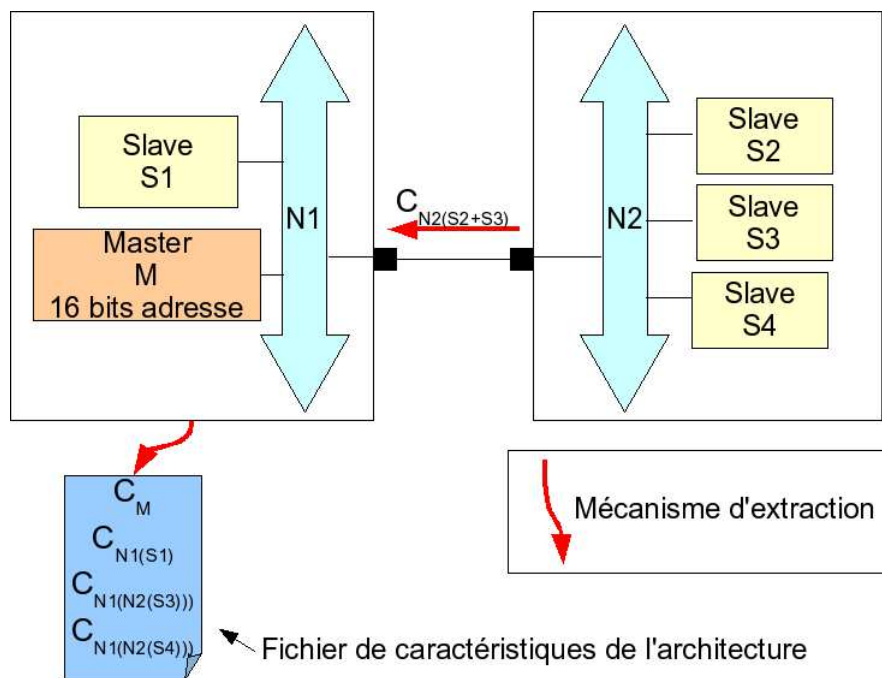 Slave
S1
Master
M
16 bits adresse
N1
C N2(S2+S3)
N2
Slave
S2
Slave
S3
Slave
S4
C M
C N1(S1)
C N1(N2(S3)))
C N1(N2(S4)))
Mécanisme d'extraction
Fichier de caractéristiques de l'architecture